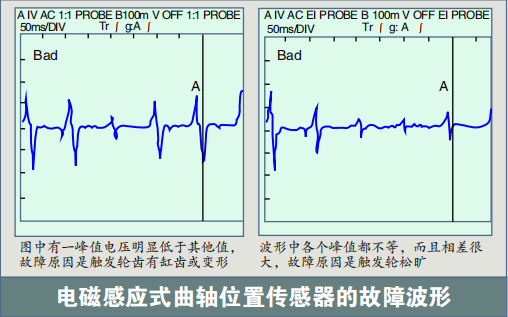 A IV AC 1:1 PROBE B100m V OFF 1:1 PROBE
50ms/DIV Tr ∫ g:A ∫
Bad
A
图中有一峰值电压明显低于其他值，
故障原因是触发轮齿有缸齿或变形
A IV AC EI PROBE B 100m V OFF EI PROBE
50ms/DIV Tr ∫ g: A ∫
Bad
A
波形中各个峰值都不等，而且相差很
大，故障原因是触发轮松旷
电磁感应式曲轴位置传感器的故障波形